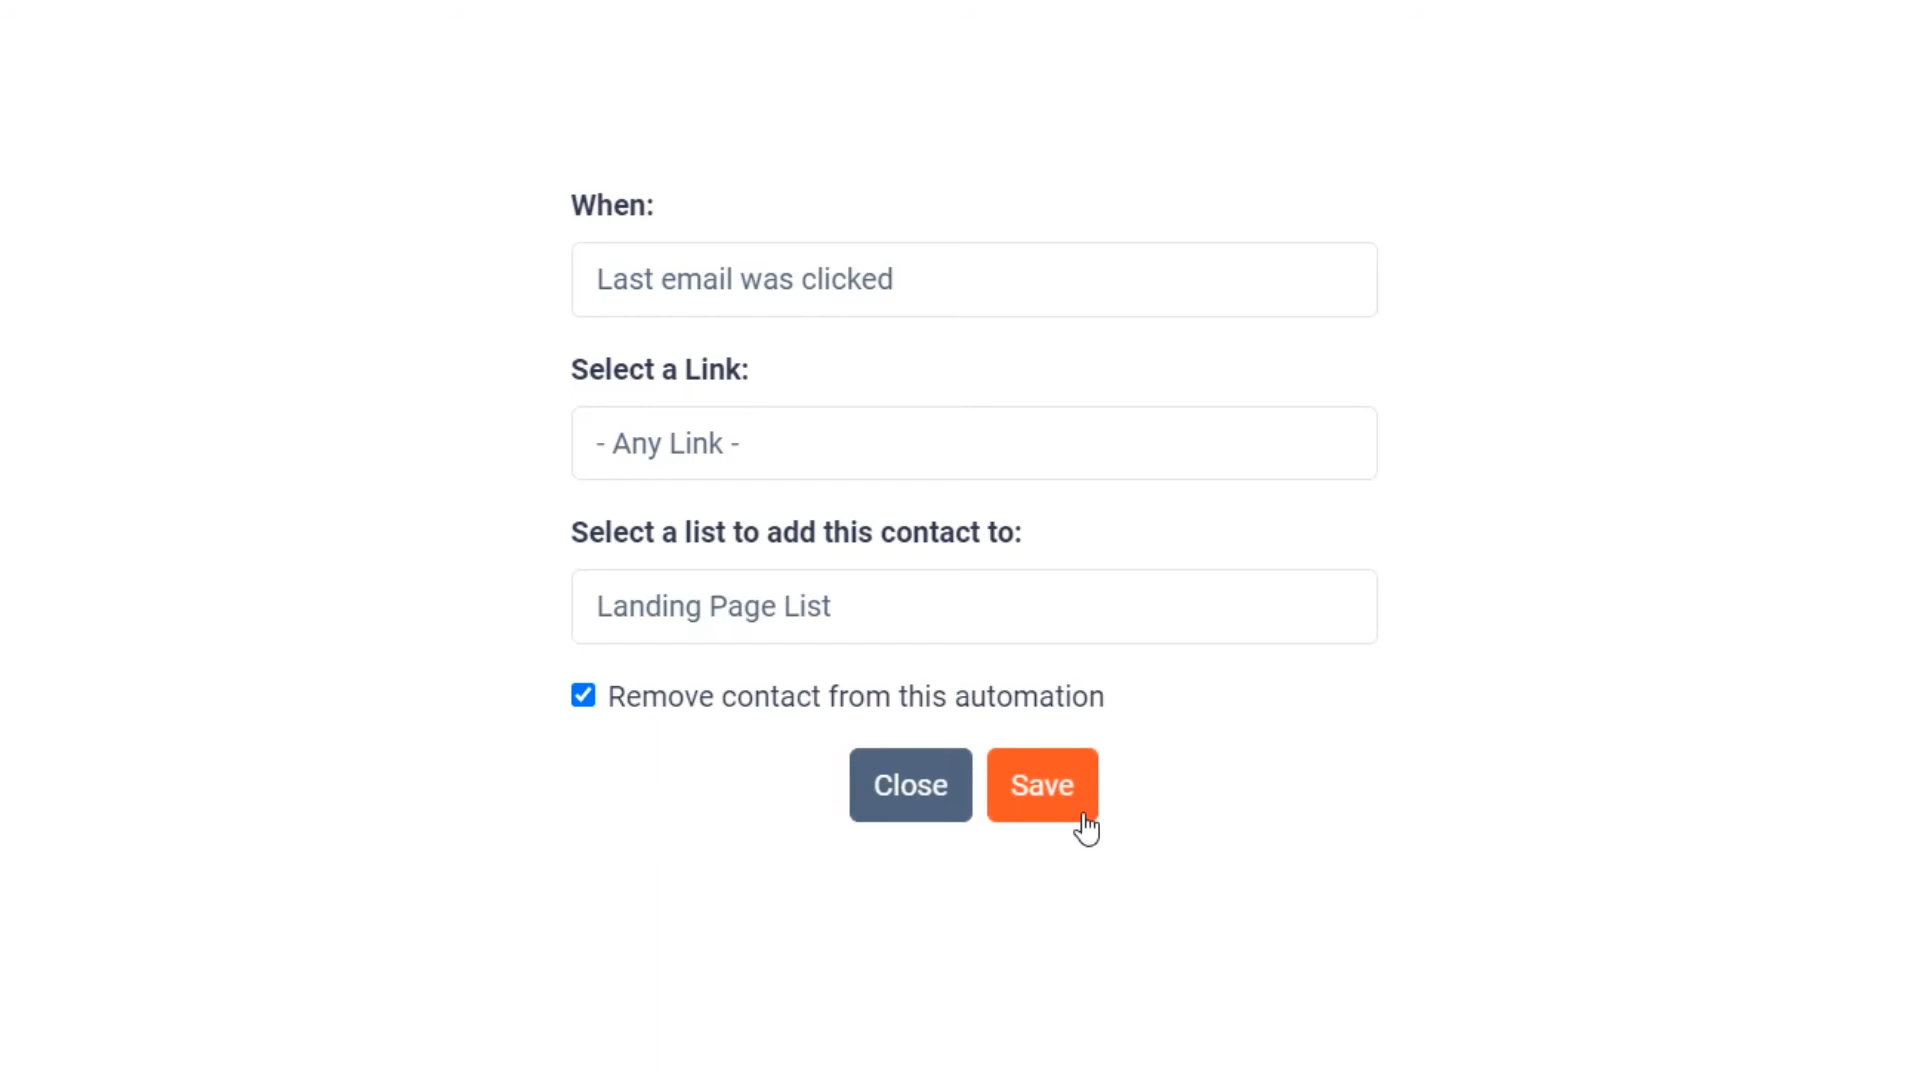 When:
Last email was clicked
Select a Link:
- Any Link -
Select a list to add this contact to:
Landing Page List
Remove contact from this automation
Close
Save